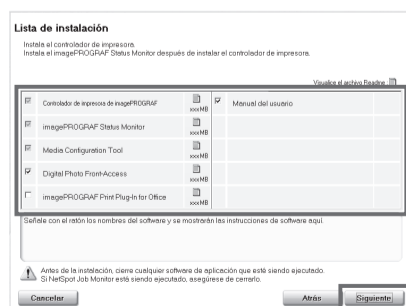 Lista de instalación
Instala el controlador de impresora.
Instala el imagePROGRAF Status Monitor después de instalar el controlador de impresora.
Visualice el archivo Readme
Controlador de impresora de imagePROGRAF
xxxMB
Manual del usuario
imagePROGRAF Status Monitor
xxxMB
Media Configuration Tool
xxxMB
Digital Photo Front-Access
xxxMB
imagePROGRAF Print Plug-In for Office
xxxMB
Señale con el ratón los nombres del software y se mostrarán las instrucciones de software aquí.
Antes de la instalación, cierre cualquier software de aplicación que esté siendo ejecutado.
Si NetSpot Job Monitor está siendo ejecutado, asegúrese de cerrarlo.
Cancelar
Atrás
Siguiente